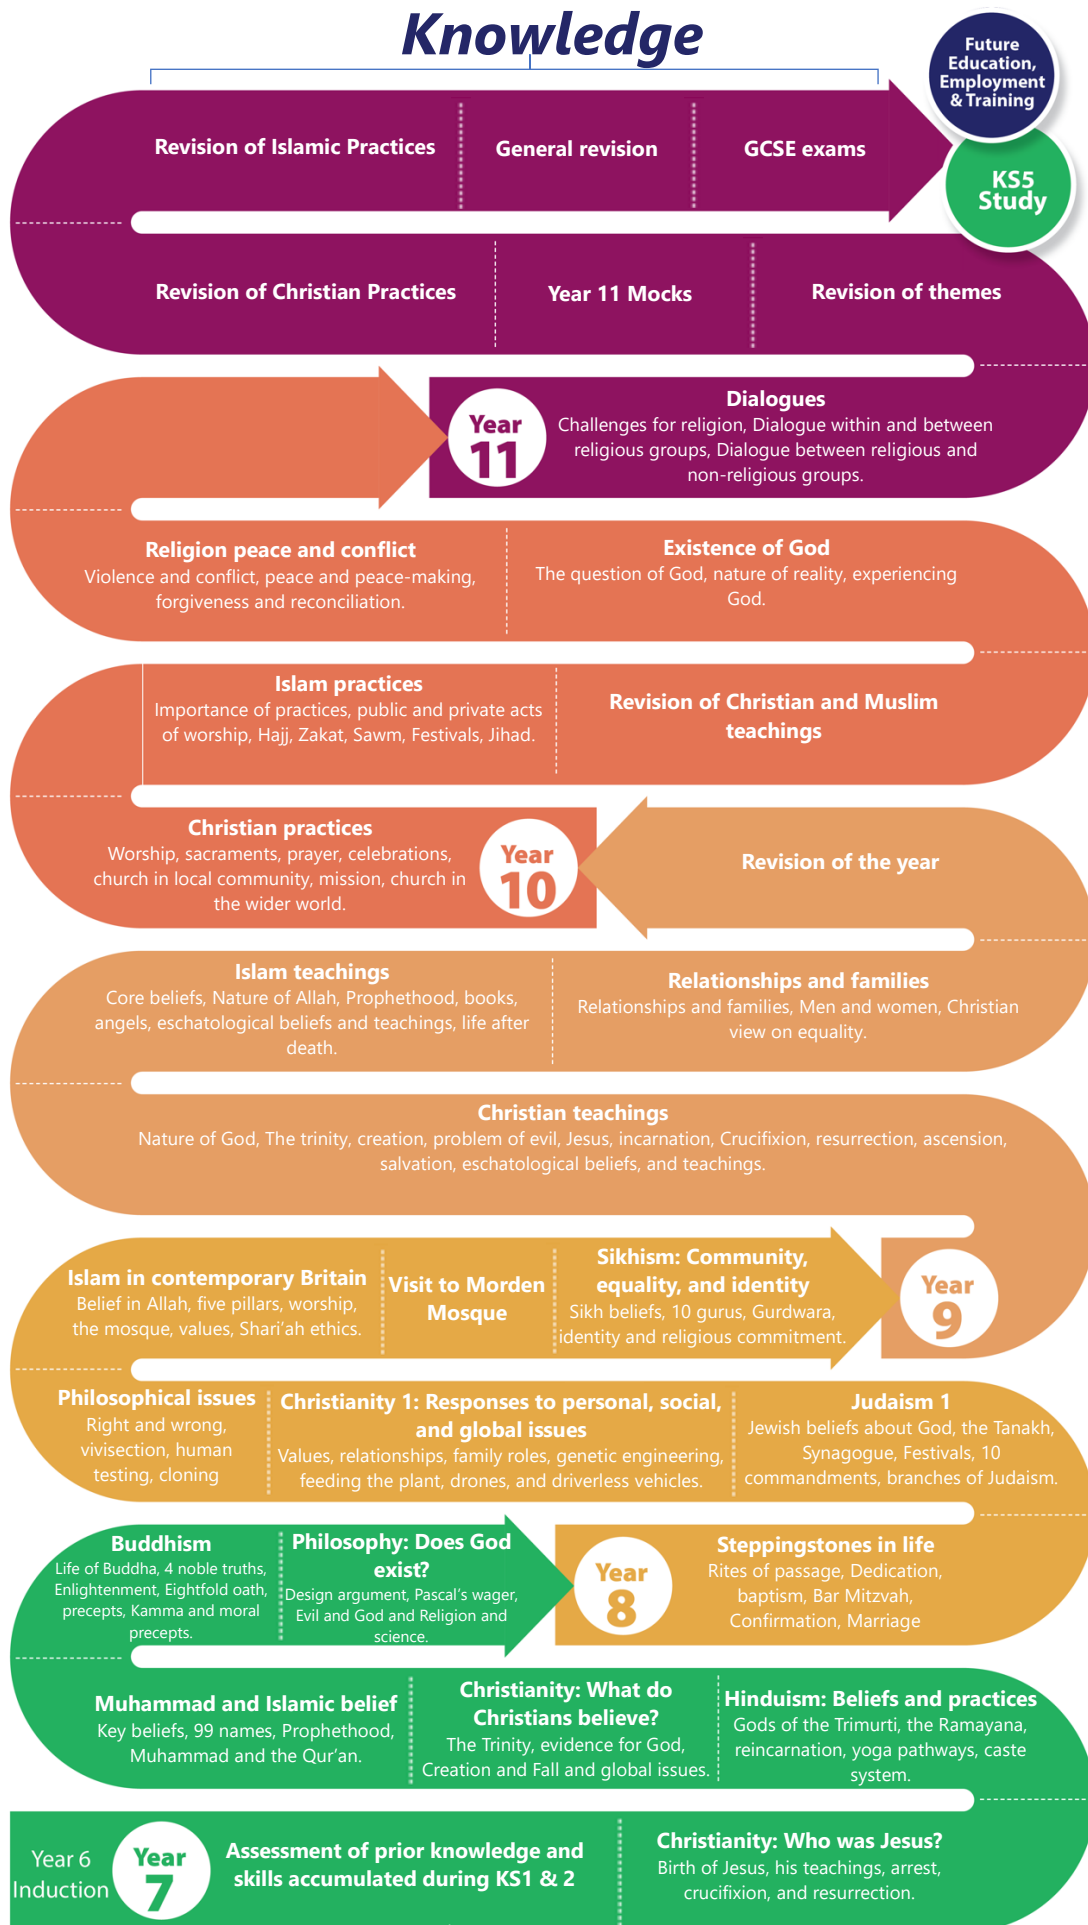 Knowledge
Future
Education,
Employment
& Training
KS5
Study
Revision of Islamic Practices
General revision
GCSE exams
Revision of Christian Practices
Year 11 Mocks
Revision of themes
Year
11
Dialogues
Challenges for religion, Dialogue within and between
religious groups, Dialogue between religious and
non-religious groups.
Religion peace and conflict
Violence and conflict, peace and peace-making,
forgiveness and reconciliation.
Existence of God
The question of God, nature of reality, experiencing
God.
Islam practices
Importance of practices, public and private acts
of worship, Hajj, Zakat, Sawm, Festivals, Jihad.
Revision of Christian and Muslim
teachings
Christian practices
Worship, sacraments, prayer, celebrations,
church in local community, mission, church in
the wider world.
Year
10
Revision of the year
Islam teachings
Core beliefs, Nature of Allah, Prophethood, books,
angels, eschatological beliefs and teachings, life after
death.
Relationships and families
Relationships and families, Men and women, Christian
view on equality.
Christian teachings
Nature of God, The trinity, creation, problem of evil, Jesus, incarnation, Crucifixion, resurrection, ascension,
salvation, eschatological beliefs, and teachings.
Islam in contemporary Britain
Belief in Allah, five pillars, worship,
the mosque, values, Shari'ah ethics.
Visit to Morden
Mosque
Sikhism: Community,
equality, and identity
Sikh beliefs, 10 gurus, Gurdwara,
identity and religious commitment.
Year
9
Philosophical issues
Right and wrong,
vivisection, human
testing, cloning
Christianity 1: Responses to personal, social,
and global issues
Values, relationships, family roles, genetic engineering,
feeding the plant, drones, and driverless vehicles.
Judaism 1
Jewish beliefs about God, the Tanakh,
Synagogue, Festivals, 10
commandments, branches of Judaism.
Buddhism
Life of Buddha, 4 noble truths,
Enlightenment, Eightfold oath,
precepts, Kamma and moral
precepts.
Philosophy: Does God
exist?
Design argument, Pascal's wager,
Evil and God and Religion and
science.
Year
8
Steppingstones in life
Rites of passage, Dedication,
baptism, Bar Mitzvah,
Confirmation, Marriage
Muhammad and Islamic belief
Key beliefs, 99 names, Prophethood,
Muhammad and the Qur'an.
Christianity: What do
Christians believe?
The Trinity, evidence for God,
Creation and Fall and global issues.
Hinduism: Beliefs and practices
Gods of the Trimurti, the Ramayana,
reincarnation, yoga pathways, caste
system.
Year 6
Induction
Year
7
Assessment of prior knowledge and
skills accumulated during KS1 & 2
Christianity: Who was Jesus?
Birth of Jesus, his teachings, arrest,
crucifixion, and resurrection.